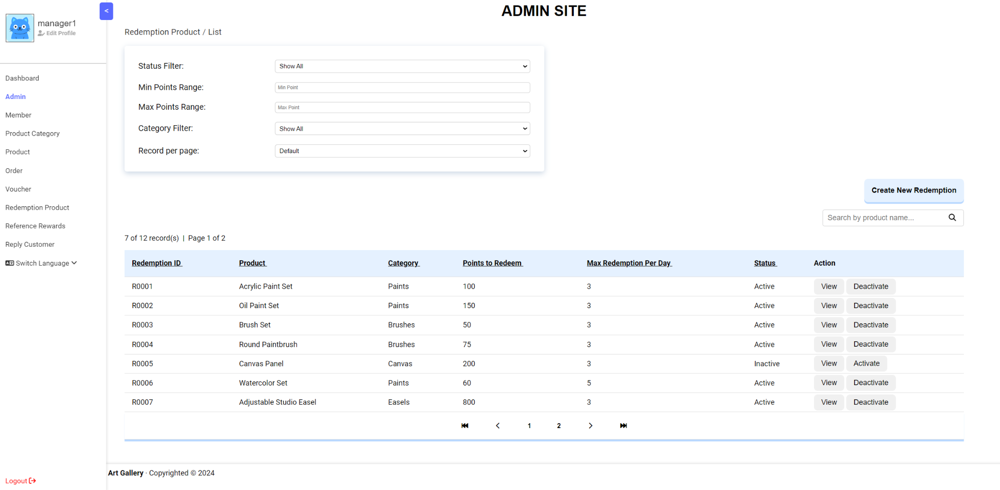 <
ADMIN SITE
manager1
Edit Profile
Redemption Product / List
Status Filter: Show All
Min Points Range: Min Point
Max Points Range: Max Point
Category Filter: Show All
Record per page: Default
Dashboard
Admin
Member
Product Category
Product
Order
Voucher
Redemption Product
Reference Rewards
Reply Customer
Switch Language
Create New Redemption
Search by product name...
7 of 12 record(s) | Page 1 of 2
Redemption ID Product Category Points to Redeem Max Redemption Per Day Status Action
R0001 Acrylic Paint Set Paints 100 3 Active View Deactivate
R0002 Oil Paint Set Paints 150 3 Active View Deactivate
R0003 Brush Set Brushes 50 3 Active View Deactivate
R0004 Round Paintbrush Brushes 75 3 Active View Deactivate
R0005 Canvas Panel Canvas 200 3 Inactive View Activate
R0006 Watercolor Set Paints 60 5 Active View Deactivate
R0007 Adjustable Studio Easel Easels 800 3 Active View Deactivate
1 2
Art Gallery · Copyrighted © 2024
Logout